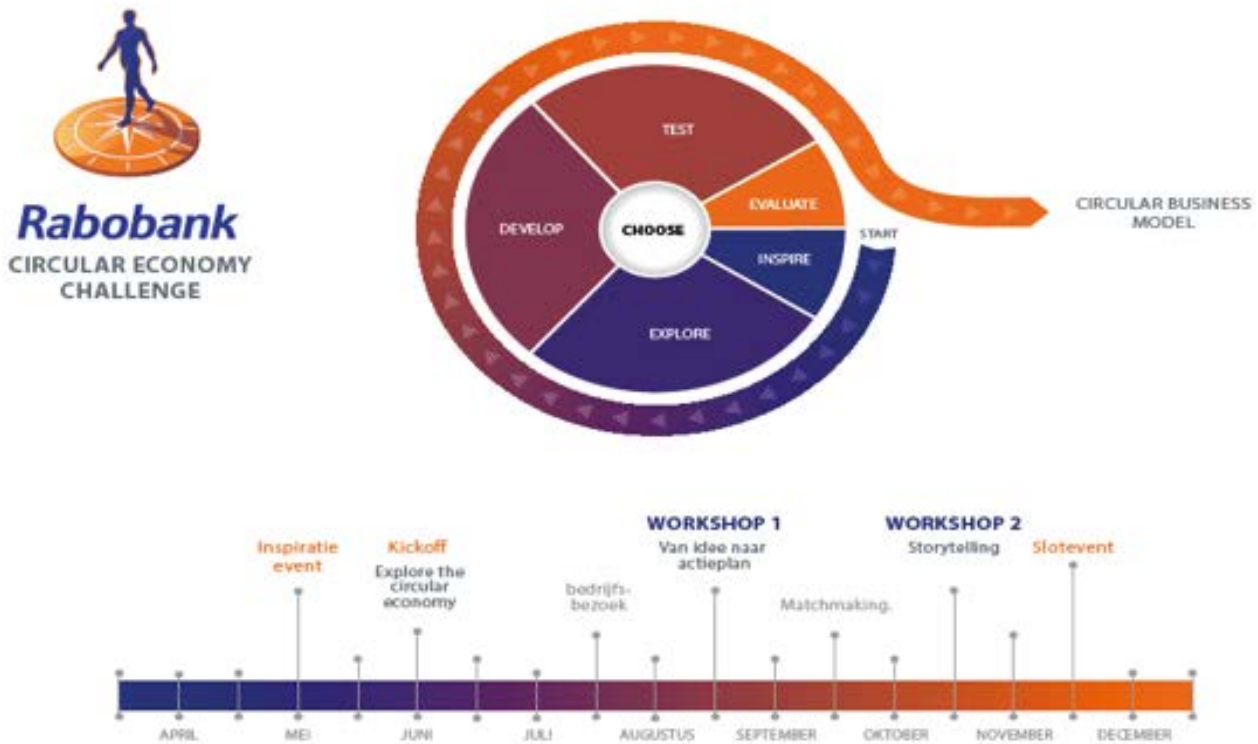 Rabobank
CIRCULAR ECONOMY
CHALLENGE
TEST
EVALUATE
DEVELOP
CHOOSE
INSPIRE
EXPLORE
START
CIRCULAR BUSINESS
MODEL
Inspiratie
event
Kickoff
Explore the
circular
economy
bedrijfs-
bezoek
WORKSHOP 1
Van idee naar
actieplan
Matchmaking.
WORKSHOP 2
Storytelling
Slotevent
APRIL
MEI
JUNI
JULI
AUGUSTUS
SEPTEMBER
OKTOBER
NOVEMBER
DECEMBER